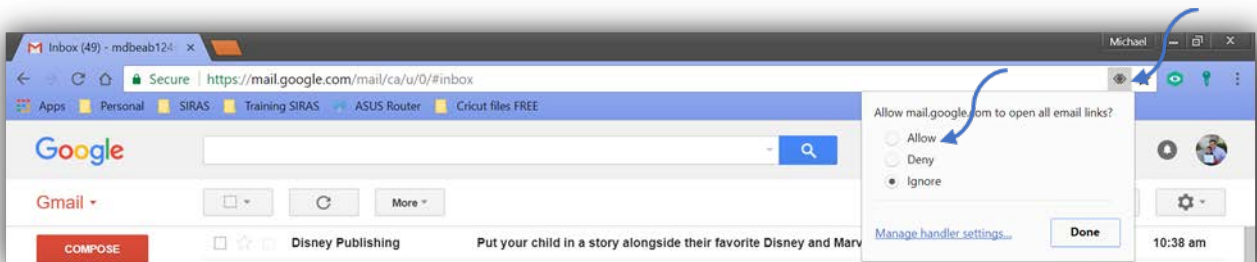 Inbox (49) - mdbeab124
Michael
Secure https://mail.google.com/mail/ca/u/0/#inbox
Apps Personal SIRAS Training SIRAS ASUS Router Cricut files FREE
Allow mail.google.com to open all email links?
Allow
Deny
Ignore
Manage handler settings...
Done
Google
Gmail
More
COMPOSE
Disney Publishing Put your child in a story alongside their favorite Disney and Marv
10:38 am